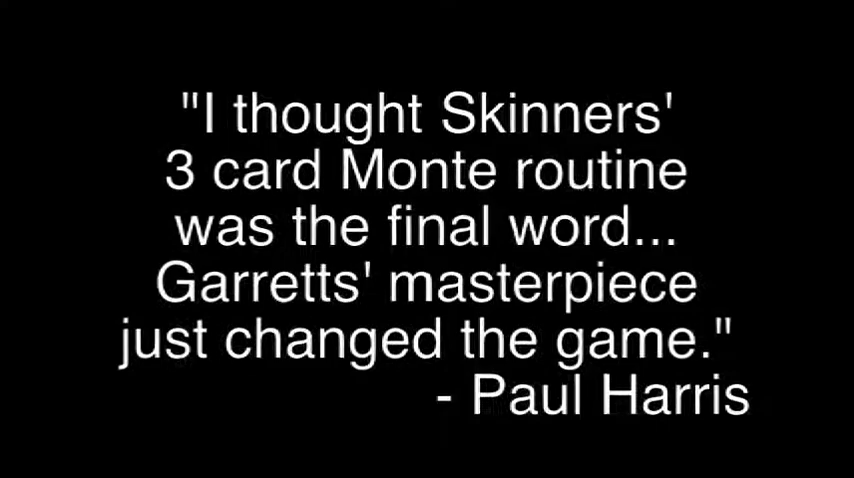 "I thought Skinners'
3 card Monte routine
was the final word...
Garretts' masterpiece
just changed the game."
- Paul Harris